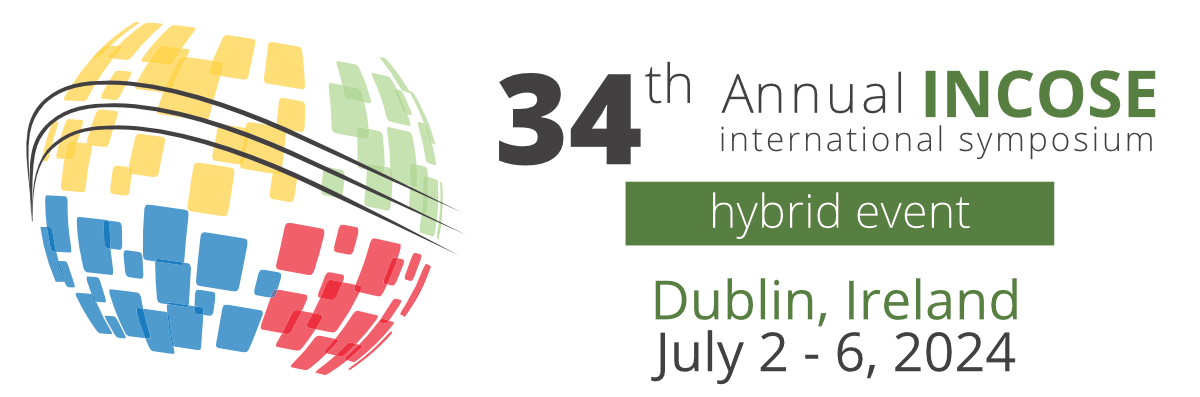 34th Annual INCOSE
international symposium
hybrid event
Dublin, Ireland
July 2 - 6, 2024